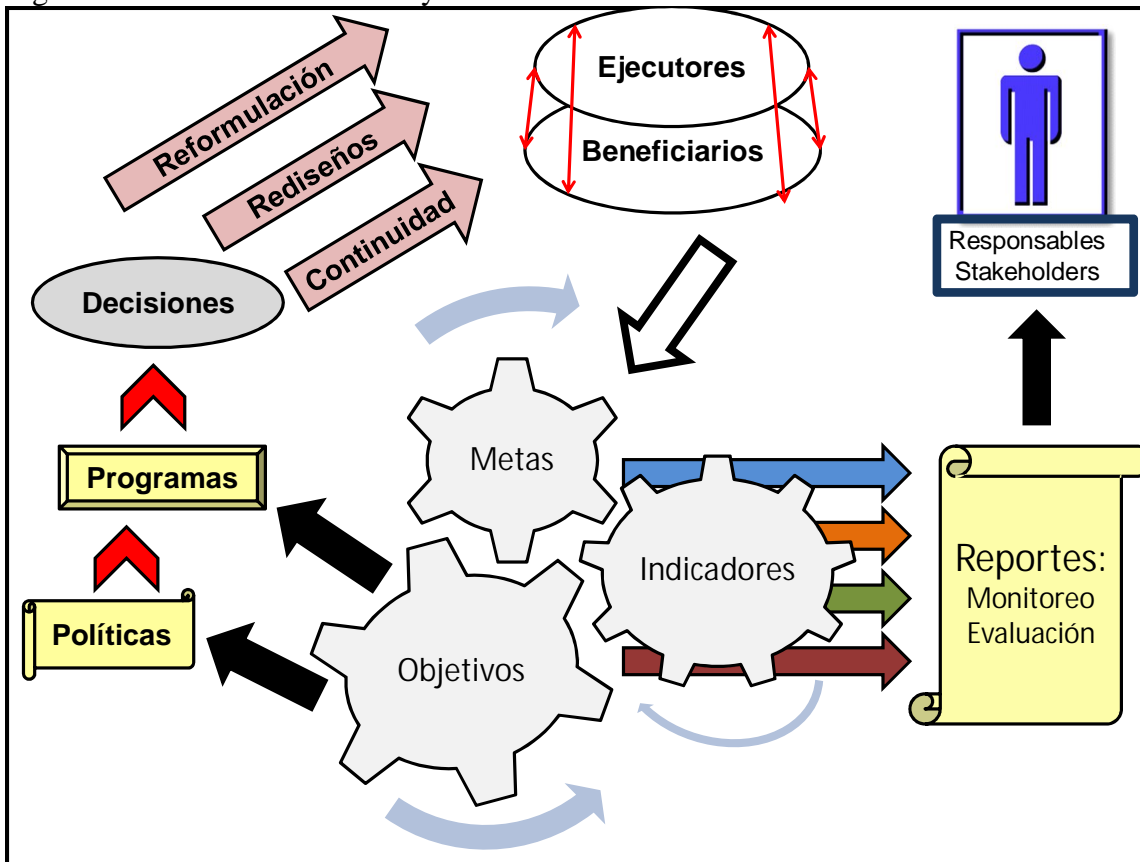 y
Reformulación
Rediseños
Continuidad
Ejecutores
Beneficiarios
Responsables
Stakeholders
Decisiones
Programas
Políticas
Metas
Objetivos
Indicadores
Reportes:
Monitoreo
Evaluación